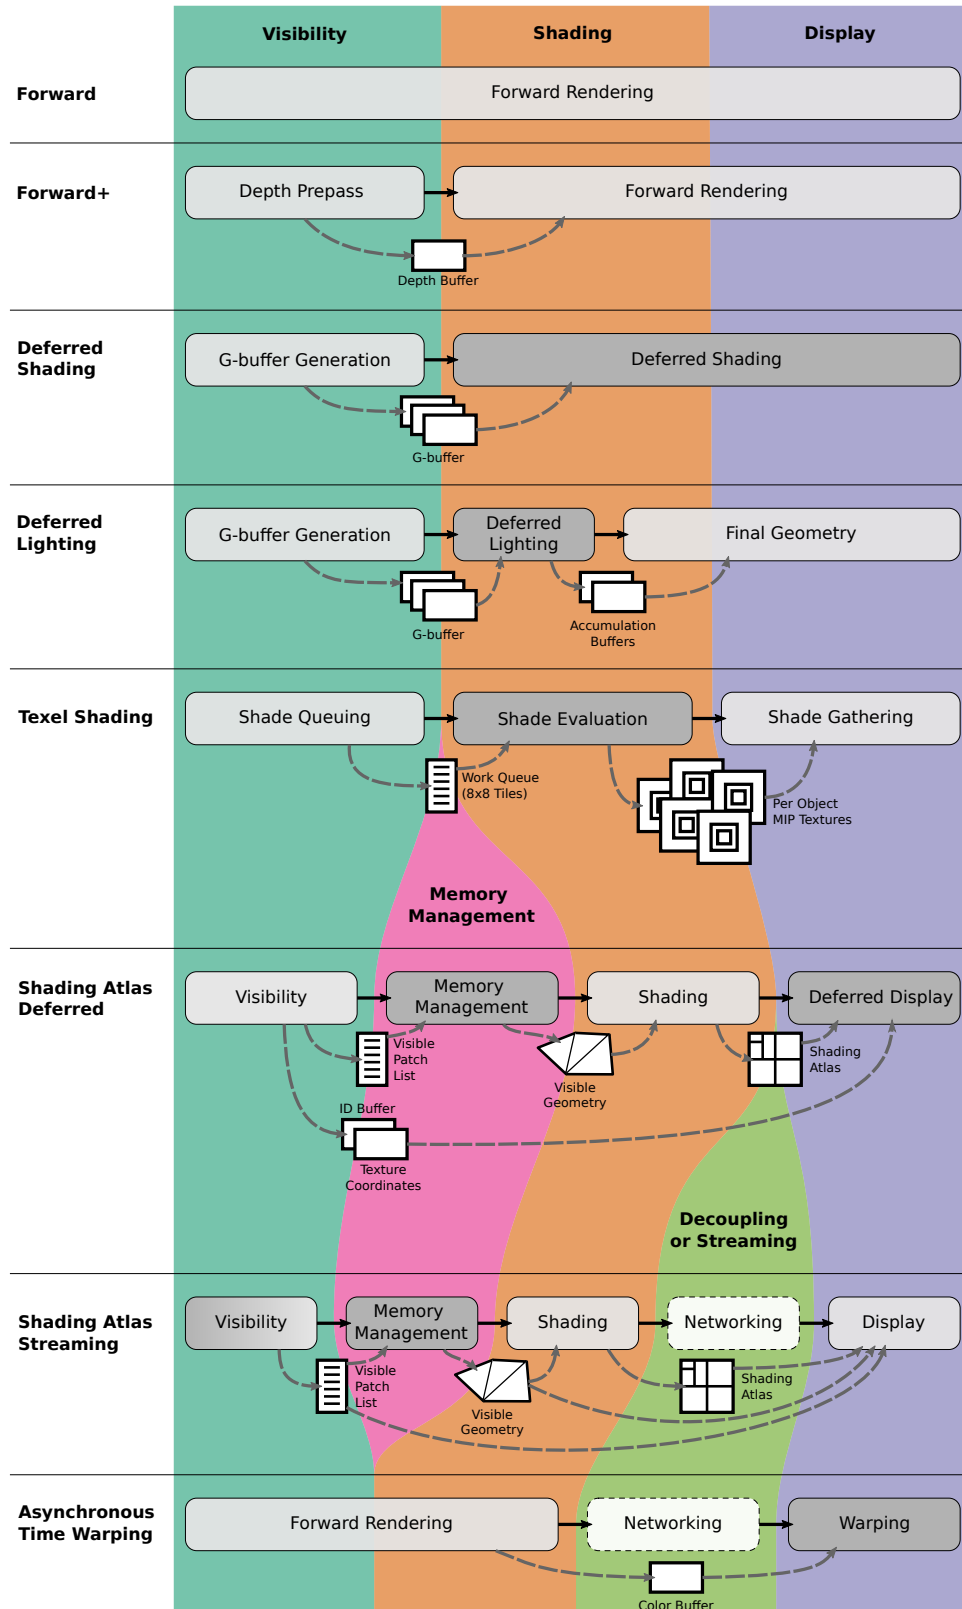 Visibility
Shading
Display
Forward
Forward Rendering
Forward+
Depth Prepass
Forward Rendering
Depth Buffer
Deferred
Shading
G-buffer Generation
Deferred Shading
G-buffer
Deferred
Lighting
G-buffer Generation
Deferred
Lighting
Final Geometry
G-buffer
Accumulation
Buffers
Texel Shading
Shade Queuing
Shade Evaluation
Shade Gathering
Work Queue
(8x8 Tiles)
Per Object
MIP Textures
Memory
Management
Shading Atlas
Deferred
Visibility
Memory
Management
Shading
Deferred Display
Visible
Patch
List
Visible
Geometry
Shading
Atlas
ID Buffer
Texture
Coordinates
Decoupling
or Streaming
Shading Atlas
Streaming
Visibility
Memory
Management
Shading
Networking
Display
Visible
Patch
List
Visible
Geometry
Shading
Atlas
Asynchronous
Time Warping
Forward Rendering
Networking
Warping
Color Buffer